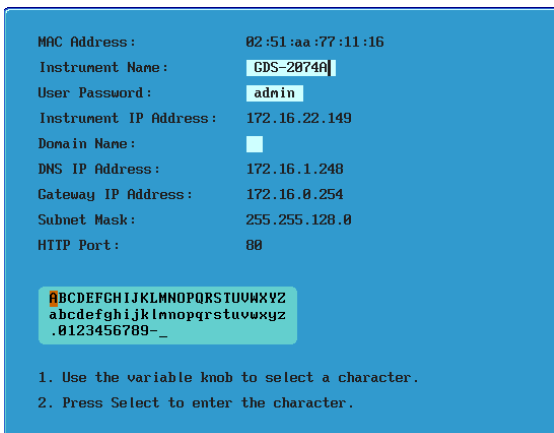 MAC Address: 02:51:aa:77:11:16
Instrument Name: GDS-2074A
User Password: admin
Instrument IP Address: 172.16.22.149
Domain Name:
DNS IP Address: 172.16.1.248
Gateway IP Address: 172.16.0.254
Subnet Mask: 255.255.128.0
HTTP Port: 80
ABCDEFGHIJKLMNOPQRSTUVWXYZ
abcdefghijklmnopqrstuvwxyz
.0123456789-_
1. Use the variable knob to select a character.
2. Press Select to enter the character.